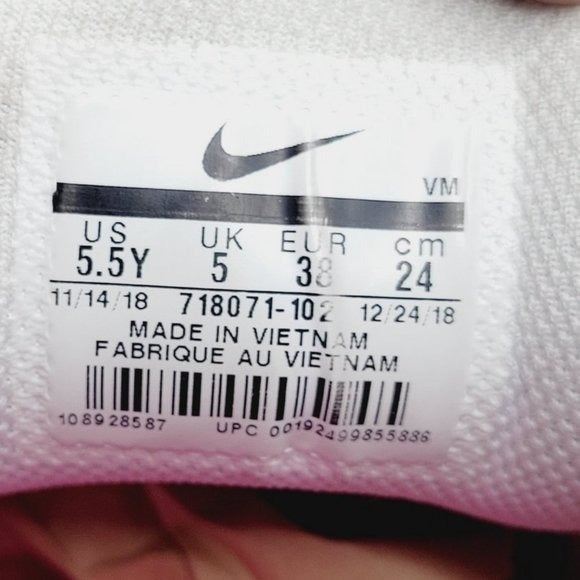 VM
US UK EUR cm
5.5Y 5 38 24
11/14/18 718071-102 12/24/18
MADE IN VIETNAM
FABRIQUE AU VIETNAM
108928587 UPC 00192499855886